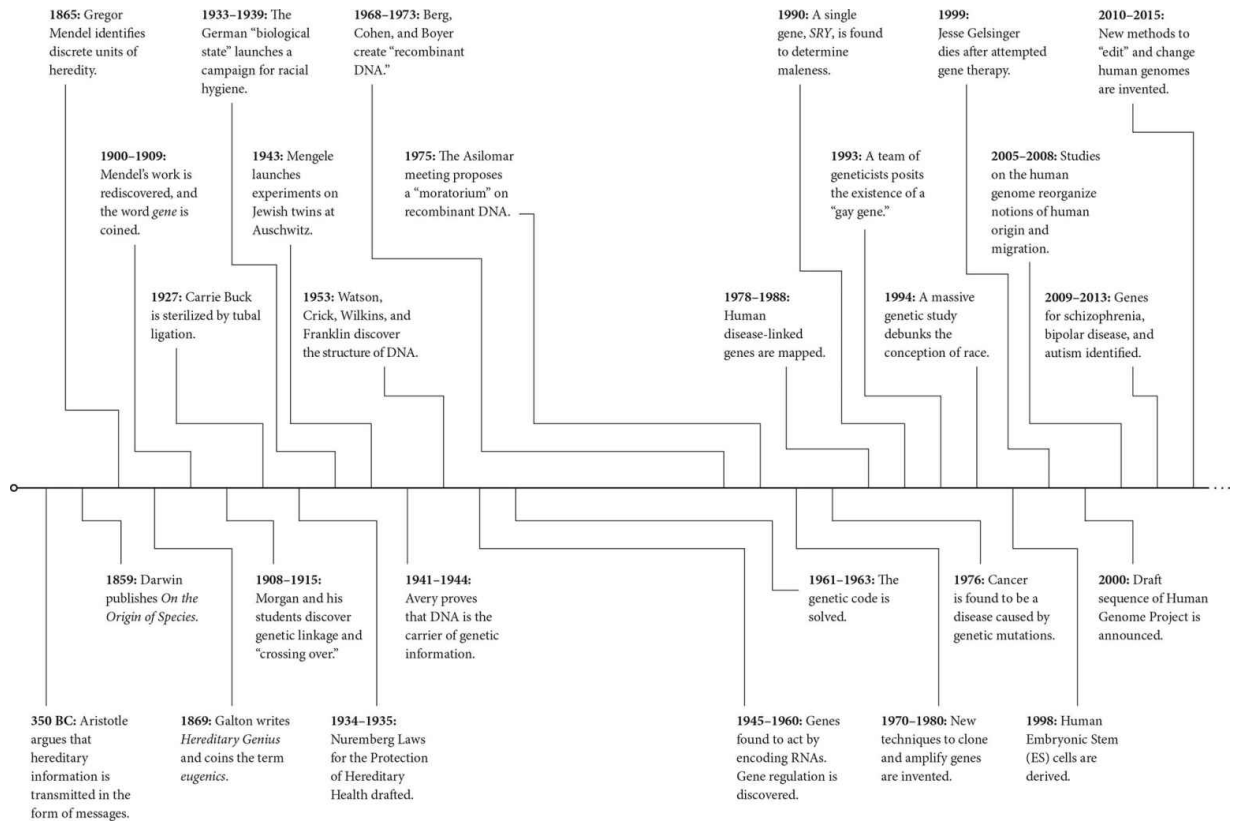 1865: Gregor
Mendel identifies
discrete units of
heredity.
1933–1939: The
German “biological
state” launches a
campaign for racial
hygiene.
1968–1973: Berg,
Cohen, and Boyer
create “recombinant
DNA.”
1990: A single
gene, SRY, is found
to determine
maleness.
1999:
Jesse Gelsinger
dies after attempted
gene therapy.
2010–2015:
New methods to
“edit” and change
human genomes
are invented.
1900–1909:
Mendel’s work is
rediscovered, and
the word gene is
coined.
1943: Mengele
launches
experiments on
Jewish twins at
Auschwitz.
1975: The Asilomar
meeting proposes
a “moratorium” on
recombinant DNA.
1993: A team of
geneticists posits
the existence of a
“gay gene.”
2005–2008: Studies
on the human
genome reorganize
notions of human
origin and
migration.
1927: Carrie Buck
is sterilized by tubal
ligation.
1953: Watson,
Crick, Wilkins, and
Franklin discover
the structure of DNA.
1978–1988:
Human
disease-linked
genes are mapped.
1994: A massive
genetic study
debunks the
conception of race.
2009–2013: Genes
for schizophrenia,
bipolar disease, and
autism identified.
1859: Darwin
publishes On the
Origin of Species.
1908–1915:
Morgan and his
students discover
genetic linkage and
“crossing over.”
1941–1944:
Avery proves
that DNA is the
carrier of genetic
information.
1961–1963: The
genetic code is
solved.
1976: Cancer
is found to be a
disease caused by
genetic mutations.
2000: Draft
sequence of Human
Genome Project is
announced.
350 BC: Aristotle
argues that
hereditary
information is
transmitted in the
form of messages.
1869: Galton writes
Hereditary Genius
and coins the term
eugenics.
1934–1935:
Nuremberg Laws
for the Protection
of Hereditary
Health drafted.
1945–1960: Genes
found to act by
encoding RNAs.
Gene regulation is
discovered.
1970–1980: New
techniques to clone
and amplify genes
are invented.
1998: Human
Embryonic Stem
(ES) cells are
derived.